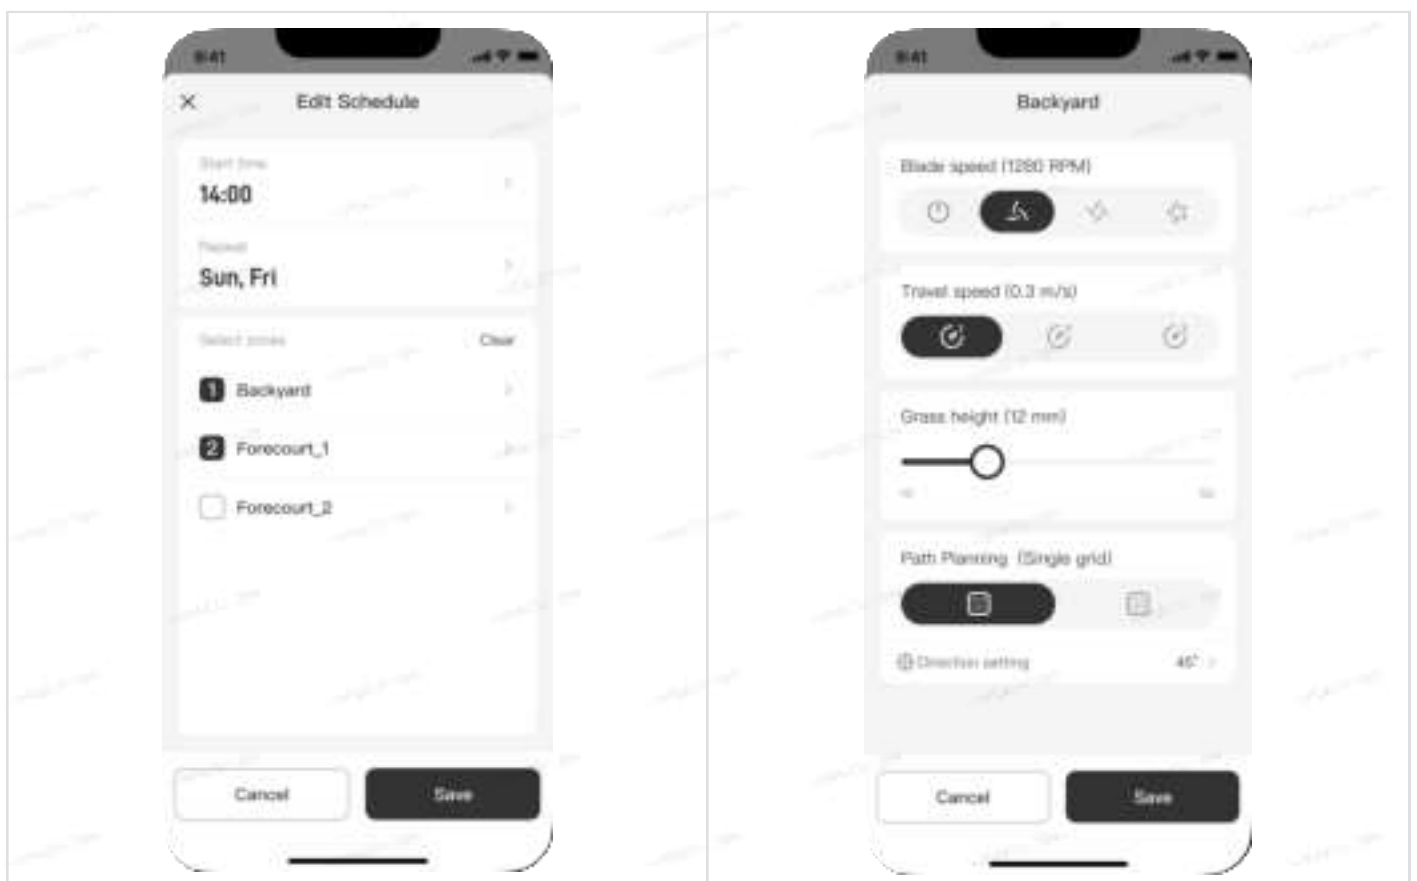 9:41
Edit Schedule
Start time
14:00
Repeat
Sun, Fri
Select zones Clear
1 Backyard
2 Forecourt_1
Forecourt_2
Cancel Save
9:41
Backyard
Blade speed (1280 RPM)
Travel speed (0.3 m/s)
Grass height (12 mm)
Path Planning (Single grid)
Direction setting 45°
Cancel Save